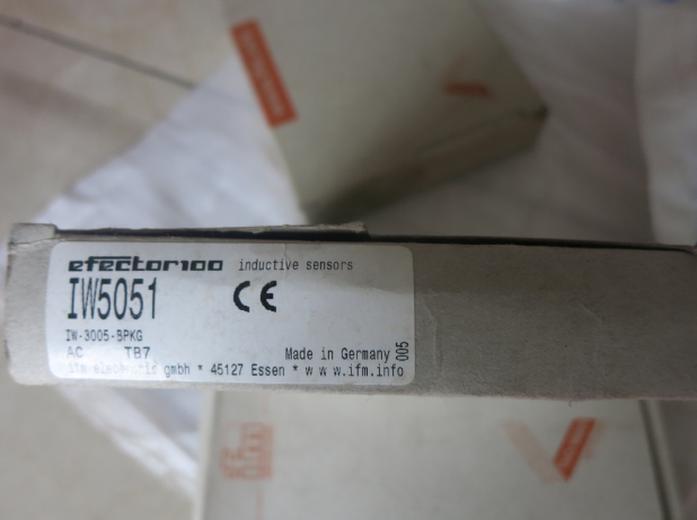 efector100 inductive sensors
IW5051
CE
IW-3005-BPKG
AC TB7
Made in Germany
005
ifm electronic gmbh * 45127 Essen * w w w.ifm.info
ifm